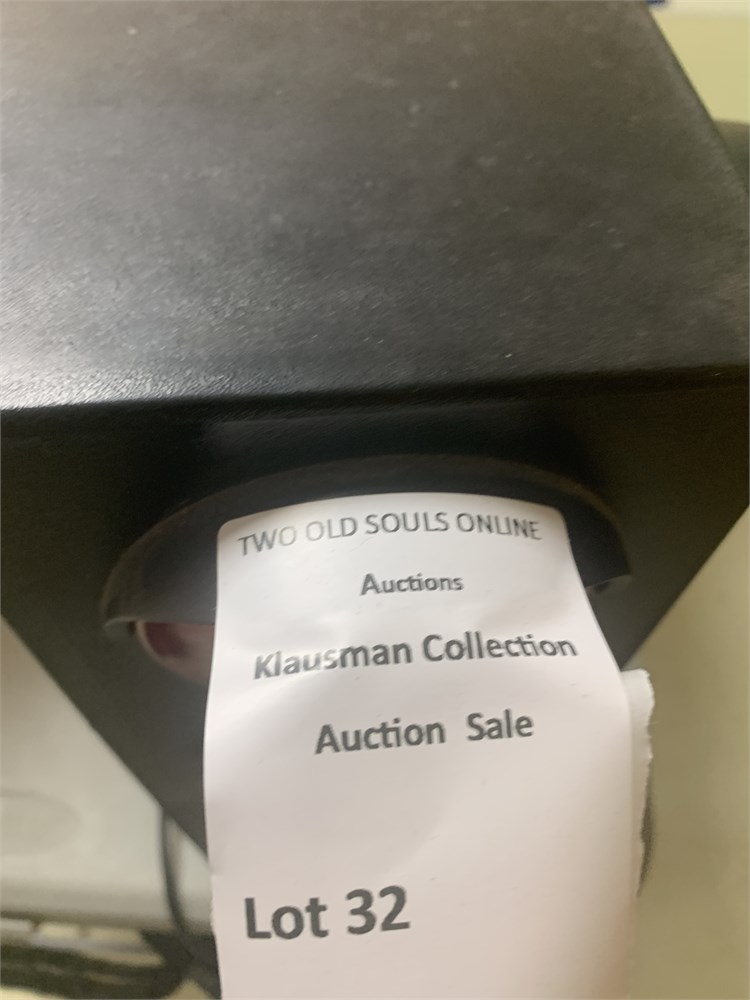 TWO OLD SOULS ONLINE
Auctions
Klausman Collection
Auction Sale
Lot 32